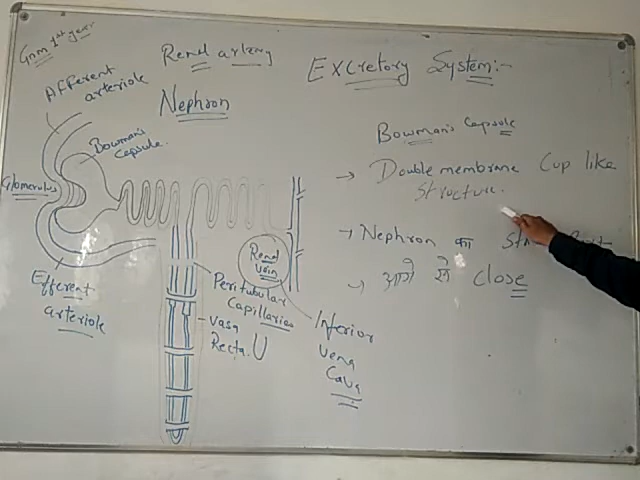 Gnm 1st year
Renal artery
Excretory System:-
Afferent
arteriole
Nephron
Bowman's
Capsule
Glomerulus
Efferent
arteriole
Renal
vein
Peritubular
Capillaries
Vasa
Recta U
Inferior
Vena
Cava
Bowman's Capsule
→ Double membrane Cup like
Structure.
→ Nephron का
→ आगे से close